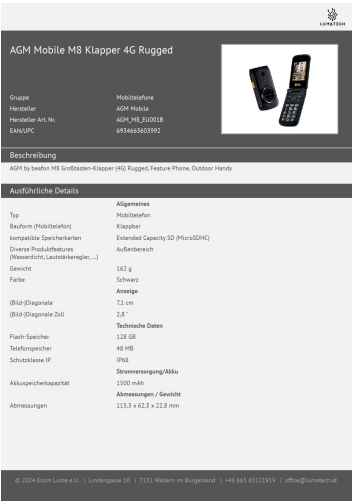 LUMATECH
AGM Mobile M8 Klapper 4G Rugged
Gruppe Mobiltelefone
Hersteller AGM Mobile
Hersteller Art. Nr. AGM_M8_EU001B
EAN/UPC 6934663603992
Beschreibung
AGM by beafon M8 Großtasten-Klapper (4G) Rugged, Feature Phone, Outdoor Handy
Ausführliche Details
Allgemeines
Typ Mobiltelefon
Bauform (Mobiltelefon) Klappbar
kompatible Speicherkarten Extended Capacity SD (MicroSDHC)
Diverse Produktfeatures Außenbereich
(Wasserdicht, Lautstärkeregler, ...)
Gewicht 162 g
Farbe Schwarz
Anzeige
(Bild-)Diagonale 7,1 cm
(Bild-)Diagonale Zoll 2,8 "
Technische Daten
Flash-Speicher 128 GB
Telefonspeicher 48 MB
Schutzklasse IP IP68
Stromversorgung/Akku
Akkuspeicherkapazität 1500 mAh
Abmessungen / Gewicht
Abmessungen 115,3 x 62,3 x 22,8 mm
© 2024 Ecom Luma e.U. | Lindengasse 10 | 7151 Wallern im Burgenland | +43 665 65121919 | office@lumatech.at